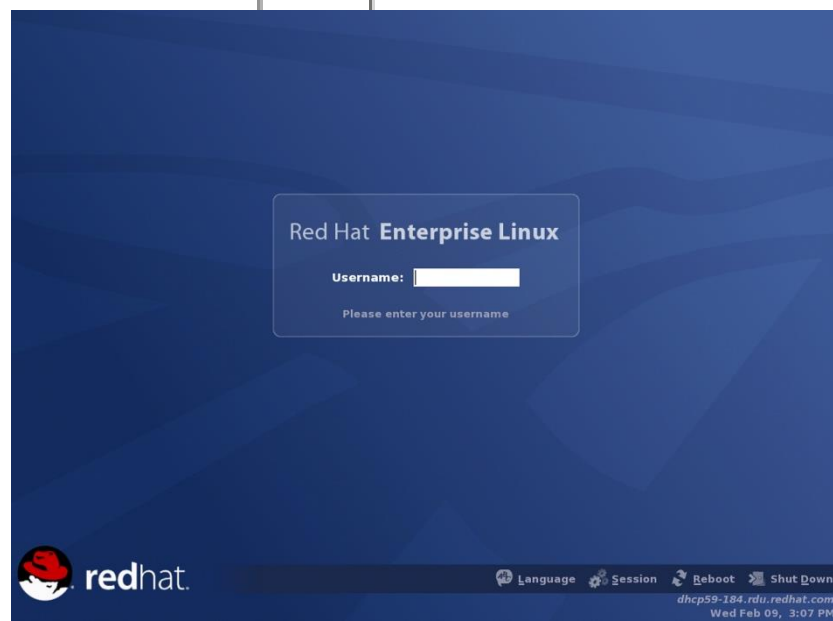 Red Hat Enterprise Linux
Username:
Please enter your username
redhat.
Language Session Reboot Shut Down
dhcp59-184.rdu.redhat.com
Wed Feb 09, 3:07 PM